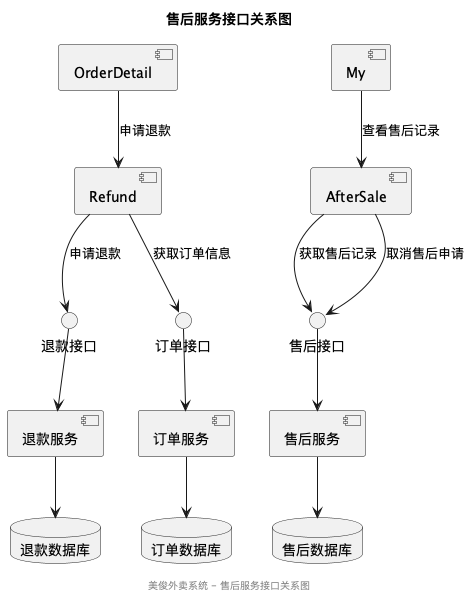 售后服务接口关系图
OrderDetail
My
申请退款
查看售后记录
Refund
AfterSale
申请退款
获取订单信息
获取售后记录
取消售后申请
退款接口
订单接口
售后接口
退款服务
订单服务
售后服务
退款数据库
订单数据库
售后数据库
美俊外卖系统 – 售后服务接口关系图